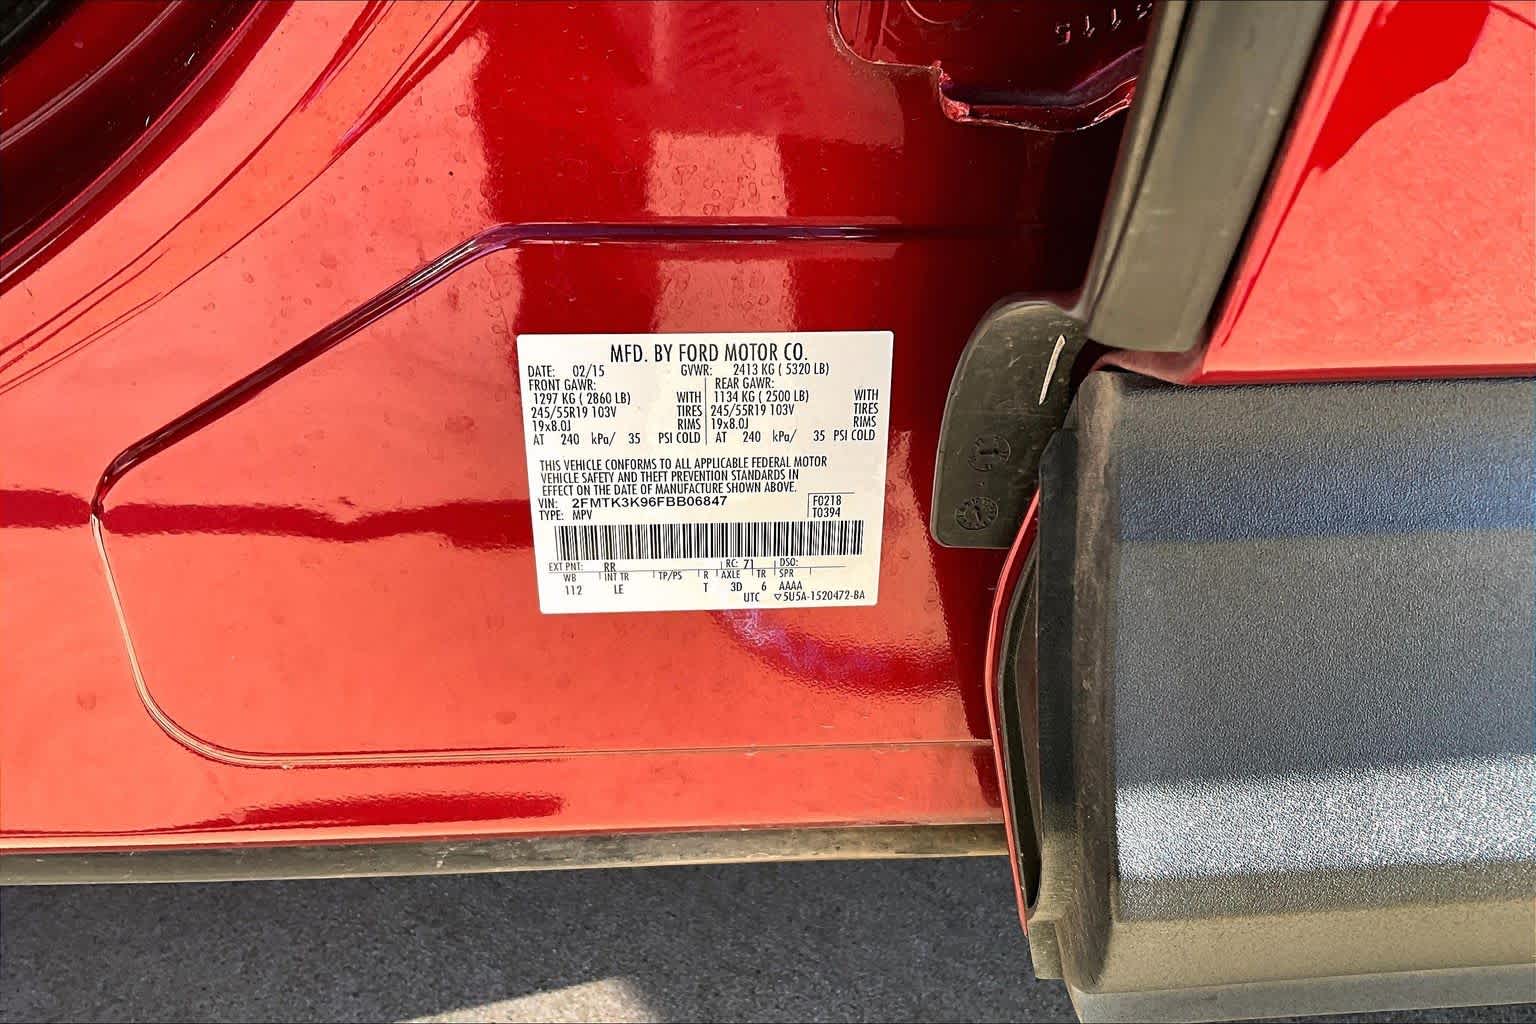 6115
MFD. BY FORD MOTOR CO.
DATE: 02/15 GVWR: 2413 KG ( 5320 LB)
FRONT GAWR: REAR GAWR:
1297 KG ( 2860 LB) WITH 1134 KG ( 2500 LB) WITH
245/55R19 103V TIRES 245/55R19 103V TIRES
19x8.0J RIMS 19x8.0J RIMS
AT 240 kPa/ 35 PSI COLD AT 240 kPa/ 35 PSI COLD
THIS VEHICLE CONFORMS TO ALL APPLICABLE FEDERAL MOTOR
VEHICLE SAFETY AND THEFT PREVENTION STANDARDS IN
EFFECT ON THE DATE OF MANUFACTURE SHOWN ABOVE.
VIN: 2FMTK3K96FBB06847 F0218
TYPE: MPV T0394
EXT PNT: RR RC: 71 DSO:
WB INT TR TP/PS R AXLE TR SPR
112 LE T 3D 6 AAAA
UTC ▽5U5A-1520472-BA